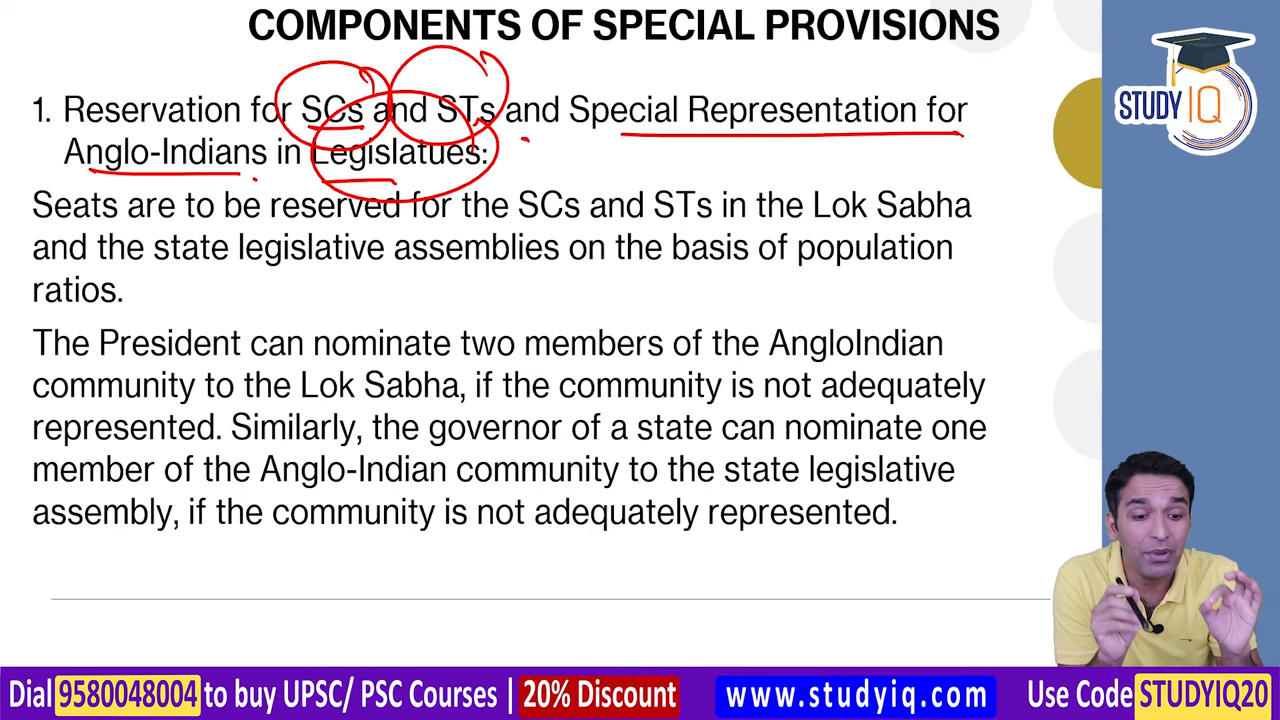 COMPONENTS OF SPECIAL PROVISIONS
STUDY IQ
1. Reservation for SCs and STs and Special Representation for
Anglo-Indians in Legislatues:
Seats are to be reserved for the SCs and STs in the Lok Sabha
and the state legislative assemblies on the basis of population
ratios.
The President can nominate two members of the AngloIndian
community to the Lok Sabha, if the community is not adequately
represented. Similarly, the governor of a state can nominate one
member of the Anglo-Indian community to the state legislative
assembly, if the community is not adequately represented.
Dial 9580048004 to buy UPSC/ PSC Courses | 20% Discount www.studyiq.com Use Code STUDYIQ20